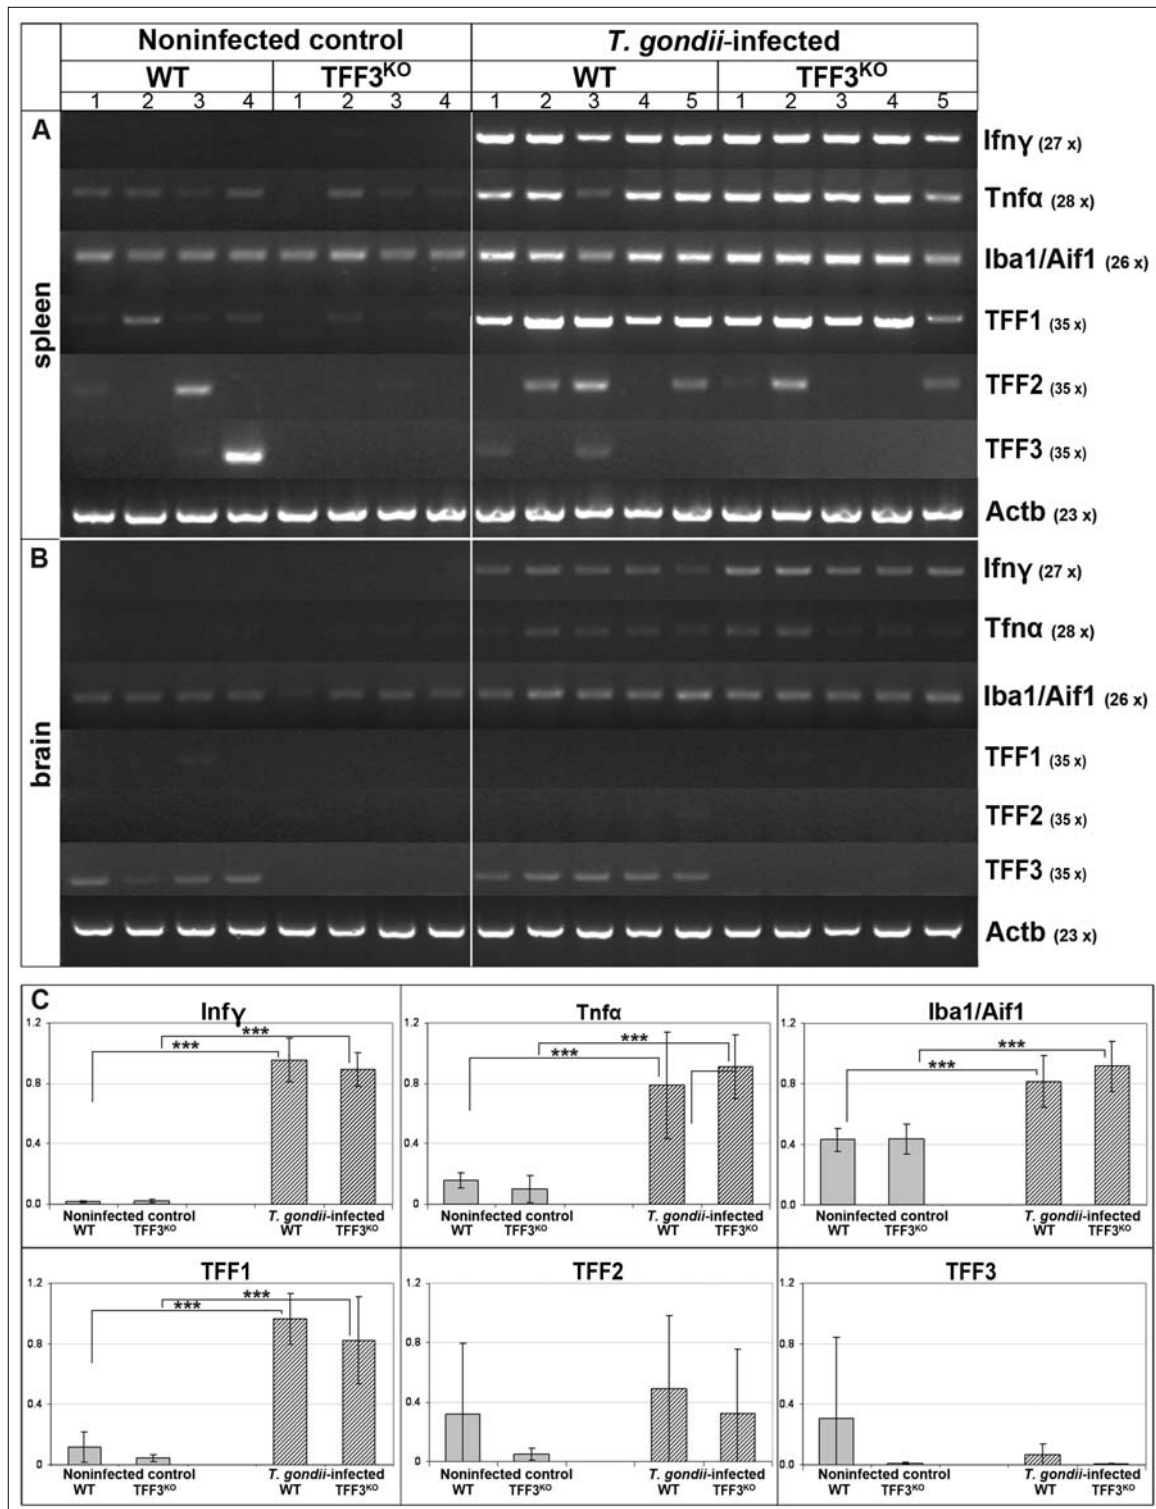 Noninfected control T. gondii-infected
WT TFF3KO WT TFF3KO
1 2 3 4 1 2 3 4 1 2 3 4 5 1 2 3 4 5
A
spleen
Ifnγ (27 x)
Tnfα (28 x)
Iba1/Aif1 (26 x)
TFF1 (35 x)
TFF2 (35 x)
TFF3 (35 x)
Actb (23 x)
B
brain
Ifnγ (27 x)
Tfnα (28 x)
Iba1/Aif1 (26 x)
TFF1 (35 x)
TFF2 (35 x)
TFF3 (35 x)
Actb (23 x)
C
Infγ
1.2
0.8
0.4
0.0
*** ***
Noninfected control T. gondii-infected
WT TFF3KO WT TFF3KO
Tnfα
1.2
0.8
0.4
0.0
*** ***
Noninfected control T. gondii-infected
WT TFF3KO WT TFF3KO
Iba1/Aif1
1.2
0.8
0.4
0.0
*** ***
Noninfected control T. gondii-infected
WT TFF3KO WT TFF3KO
TFF1
1.2
0.8
0.4
0
*** ***
Noninfected control T. gondii-infected
WT TFF3KO WT TFF3KO
TFF2
1.2
0.8
0.4
0
Noninfected control T. gondii-infected
WT TFF3KO WT TFF3KO
TFF3
1.2
0.8
0.4
0
Noninfected control T. gondii-infected
WT TFF3KO WT TFF3KO